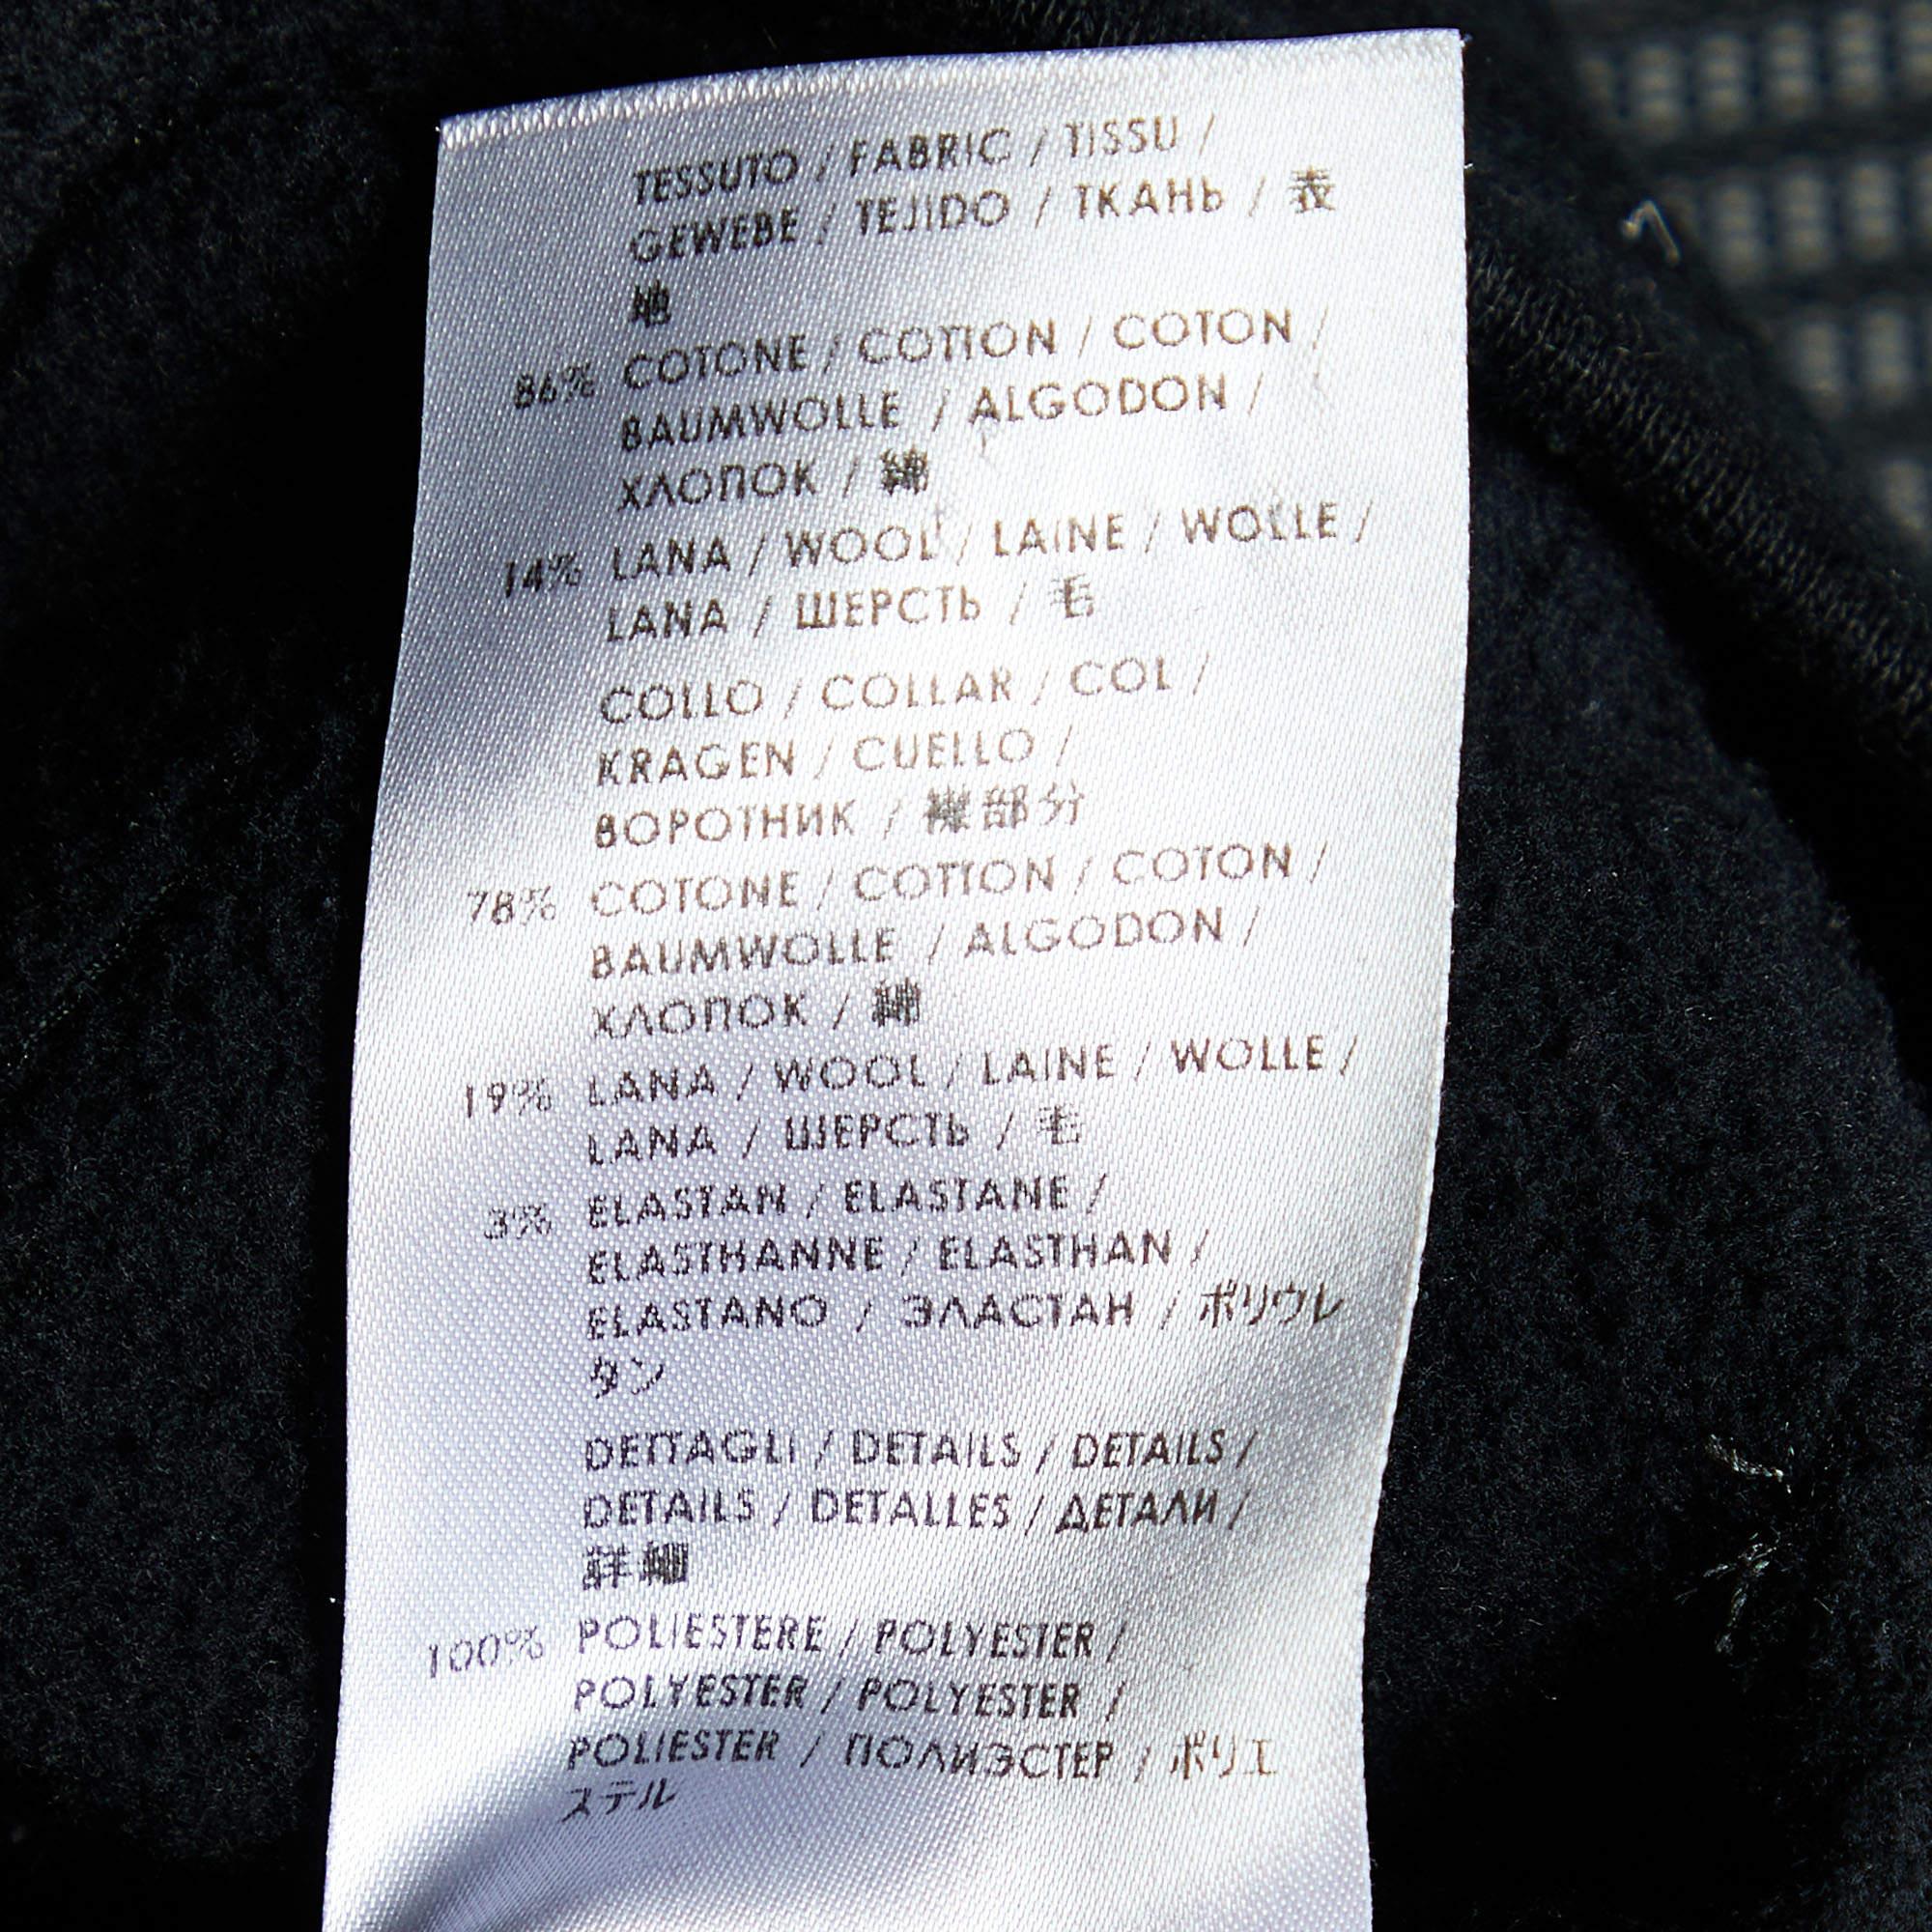 TESSUTO / FABRIC / TISSU /
GEWEBE / TEJIDO / ТКАНЬ / 表
地
86% COTONE / COTTON / COTON /
BAUMWOLLE / ALGODON /
ХЛОПОК / 綿
14% LANA / WOOL / LAINE / WOLLE /
LANA / ШЕРСТЬ / 毛
COLLO / COLLAR / COL /
KRAGEN / CUELLO /
ВОРОТНИК / 襟部分
78% COTONE / COTTON / COTON /
BAUMWOLLE / ALGODON /
ХЛОПОК / 綿
19% LANA / WOOL / LAINE / WOLLE /
LANA / ШЕРСТЬ / 毛
3% ELASTAN / ELASTANE /
ELASTHANNE / ELASTHAN /
ELASTANO / ЭЛАСТАН / ポリウレ
タン
DETTAGLI / DETAILS / DETAILS /
DETAILS / DETALLES / ДЕТАЛИ /
詳細
100% POLIESTERE / POLYESTER /
POLYESTER / POLYESTER /
POLIESTER / ПОЛИЭСТЕР / ポリエ
ステル